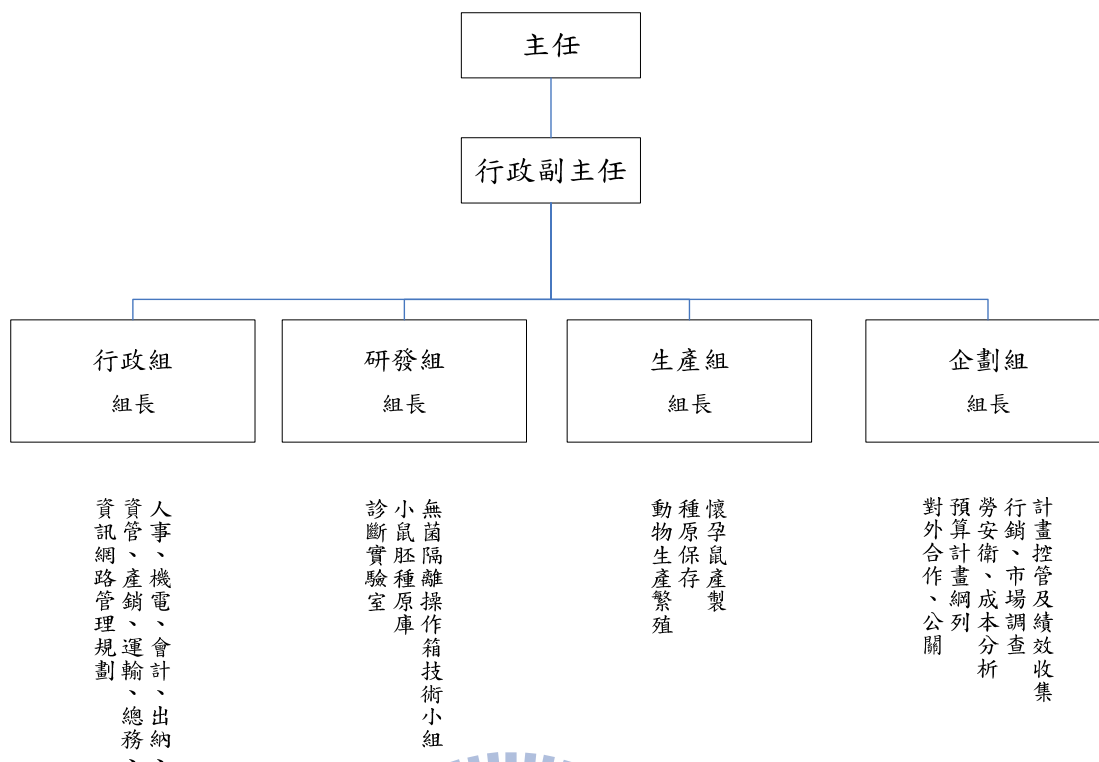 主任
行政副主任
行政組
組長
人事、機電、會計、出納、
資管、產銷、運輸、總務、
資訊網路管理規劃
研發組
組長
無菌隔離操作箱技術小組
小鼠胚種原庫
診斷實驗室
生產組
組長
懷孕鼠產製
種原保存
動物生產繁殖
企劃組
組長
計畫控管及績效收集
行銷、市場調查
勞安衛、成本分析
預算計畫綱列
對外合作、公關